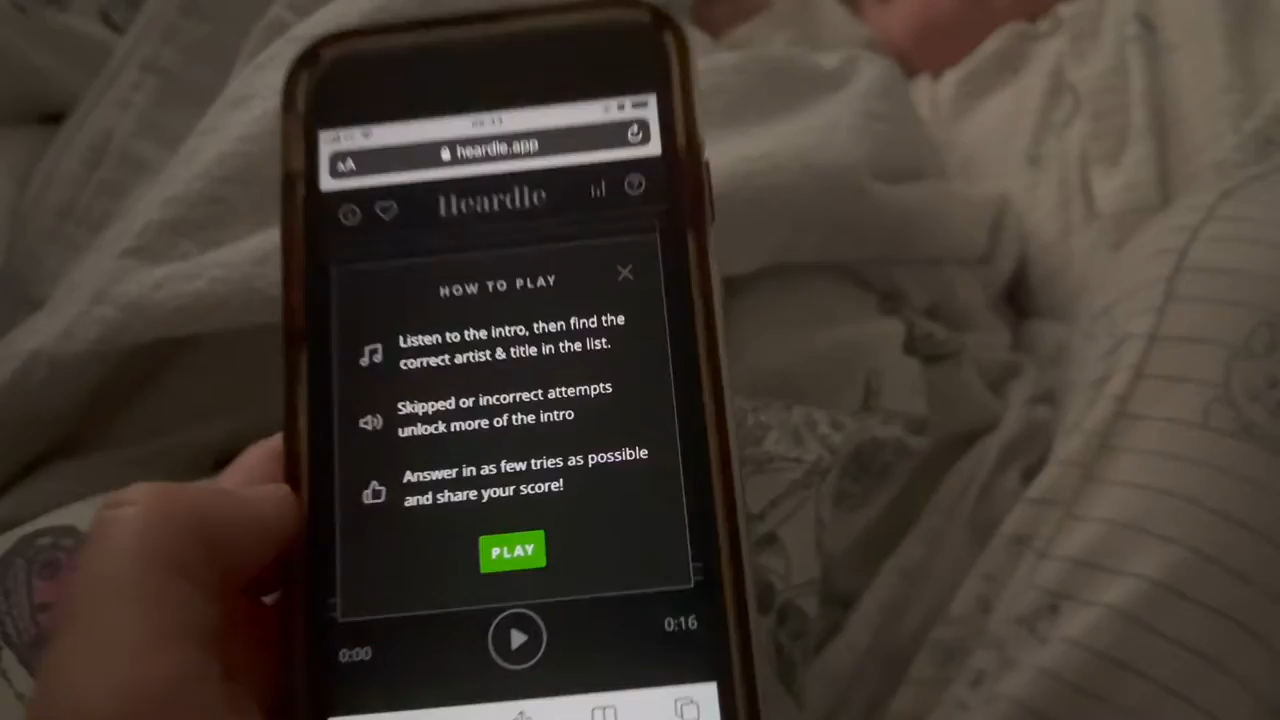 AA heardle.app
Heardle
HOW TO PLAY
Listen to the intro, then find the
correct artist & title in the list.
Skipped or incorrect attempts
unlock more of the intro
Answer in as few tries as possible
and share your score!
PLAY
0:00
0:16